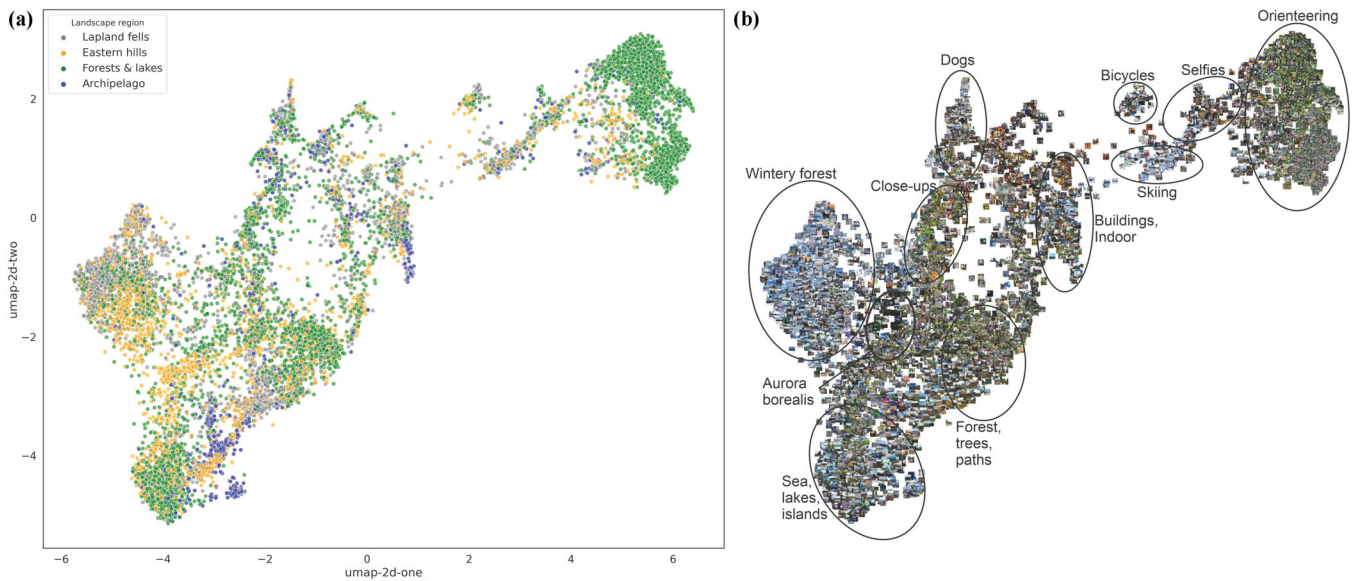 (a)
Landscape region
Lapland fells
Eastern hills
Forests & lakes
Archipelago
umap-2d-two
2
0
−2
−4
−6
−4
−2
0
2
4
6
umap-2d-one
(b)
Orienteering
Dogs
Bicycles
Selfies
Wintery forest
Close-ups
Skiing
Buildings,
Indoor
Aurora
borealis
Forest,
trees,
paths
Sea,
lakes,
islands